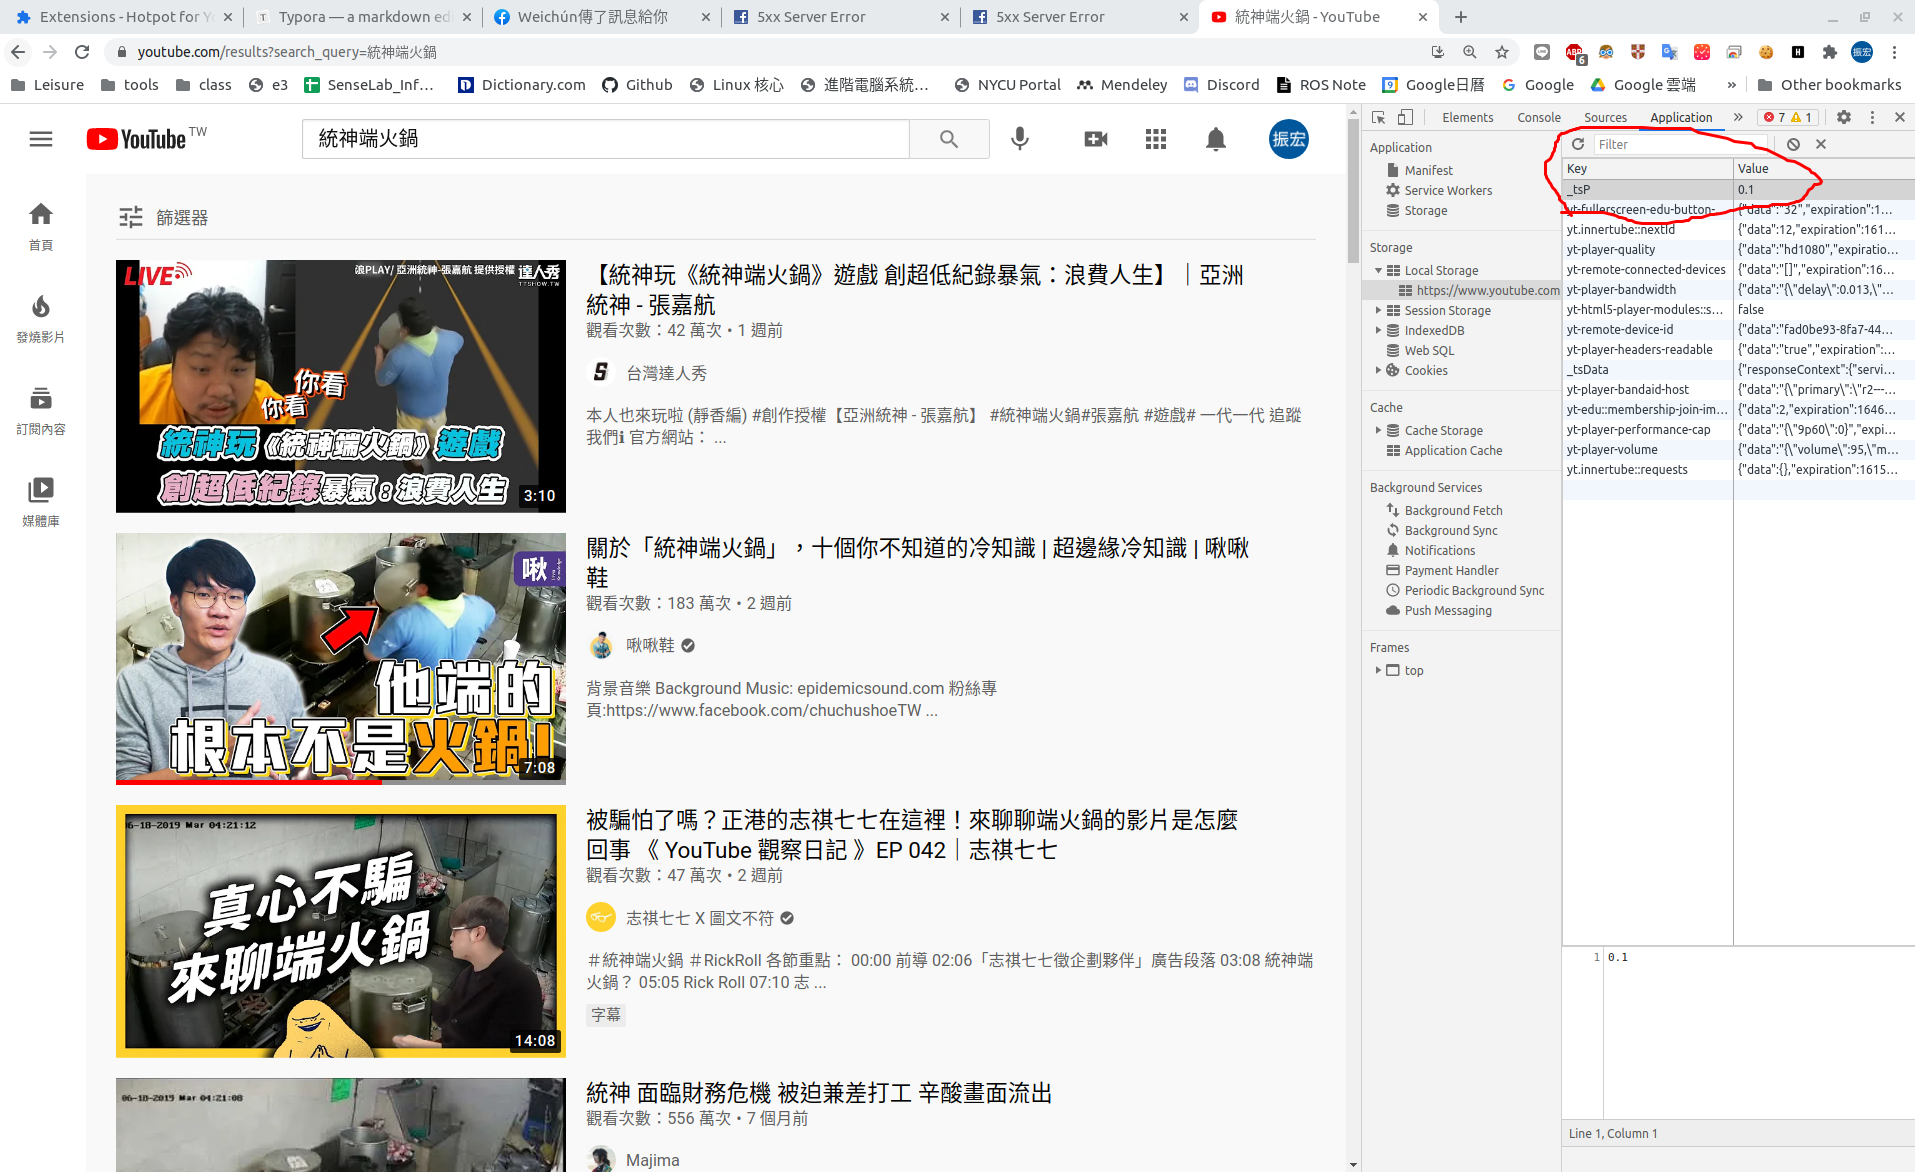 Extensions - Hotpot for Yo
Typora — a markdown edi
Weichún傳了訊息給你
5xx Server Error
5xx Server Error
統神端火鍋 - YouTube
youtube.com/results?search_query=統神端火鍋
6
振宏
Leisure
tools
class
e3
SenseLab_Inf…
Dictionary.com
Github
Linux 核心
進階電腦系統…
NYCU Portal
Mendeley
Discord
ROS Note
Google日曆
Google
Google 雲端
»
Other bookmarks
YouTube TW
統神端火鍋
振宏
首頁
發燒影片
訂閱內容
媒體庫
篩選器
LIVE
浪PLAY/ 亞洲統神-張嘉航 提供授權
達人秀
TTSHOW.TW
你看
你看
統神玩《統神端火鍋》遊戲
創超低紀錄暴氣：浪費人生
3:10
【統神玩《統神端火鍋》遊戲 創超低紀錄暴氣：浪費人生】｜亞洲
統神 - 張嘉航
觀看次數：42 萬次 • 1 週前
台灣達人秀
本人也來玩啦 (靜香編) #創作授權【亞洲統神 - 張嘉航】 #統神端火鍋#張嘉航 #遊戲# 一代一代 追蹤
我們ℹ 官方網站： ...
啾
他端的
根本不是火鍋!
7:08
關於「統神端火鍋」，十個你不知道的冷知識 | 超邊緣冷知識 | 啾啾
鞋
觀看次數：183 萬次 • 2 週前
啾啾鞋
背景音樂 Background Music: epidemicsound.com 粉絲專
頁:https://www.facebook.com/chuchushoeTW ...
06-18-2019 Mar 04:21:12
真心不騙
來聊端火鍋
14:08
被騙怕了嗎？正港的志祺七七在這裡！來聊聊端火鍋的影片是怎麼
回事 《 YouTube 觀察日記 》EP 042｜志祺七七
觀看次數：47 萬次 • 2 週前
志祺七七 X 圖文不符
＃統神端火鍋 ＃RickRoll 各節重點： 00:00 前導 02:06「志祺七七徵企劃夥伴」廣告段落 03:08 統神端
火鍋？ 05:05 Rick Roll 07:10 志 ...
字幕
06-18-2019 Mar 04:21:08
統神 面臨財務危機 被迫兼差打工 辛酸畫面流出
觀看次數：556 萬次 • 7 個月前
Majima
Elements
Console
Sources
Application
»
7
1
Application
Manifest
Service Workers
Storage
Storage
Local Storage
https://www.youtube.com
Session Storage
IndexedDB
Web SQL
Cookies
Cache
Cache Storage
Application Cache
Background Services
Background Fetch
Background Sync
Notifications
Payment Handler
Periodic Background Sync
Push Messaging
Frames
top
Filter
Key Value
_tsP 0.1
yt-fullerscreen-edu-button-… {"data":"32","expiration":1…
yt.innertube::nextId {"data":12,"expiration":161…
yt-player-quality {"data":"hd1080","expiratio…
yt-remote-connected-devices {"data":"[]","expiration":16…
yt-player-bandwidth {"data":"{\"delay\":0.013,\"…
yt-html5-player-modules::s… false
yt-remote-device-id {"data":"fad0be93-8fa7-44…
yt-player-headers-readable {"data":"true","expiration":…
_tsData {"responseContext":{"servi…
yt-player-bandaid-host {"data":"{\"primary\":\"r2---…
yt-edu::membership-join-im… {"data":2,"expiration":1646…
yt-player-performance-cap {"data":"{\"9p60\":0}","expi…
yt-player-volume {"data":"{\"volume\":95,\"m…
yt.innertube::requests {"data":{},"expiration":1615…
1 0.1
Line 1, Column 1